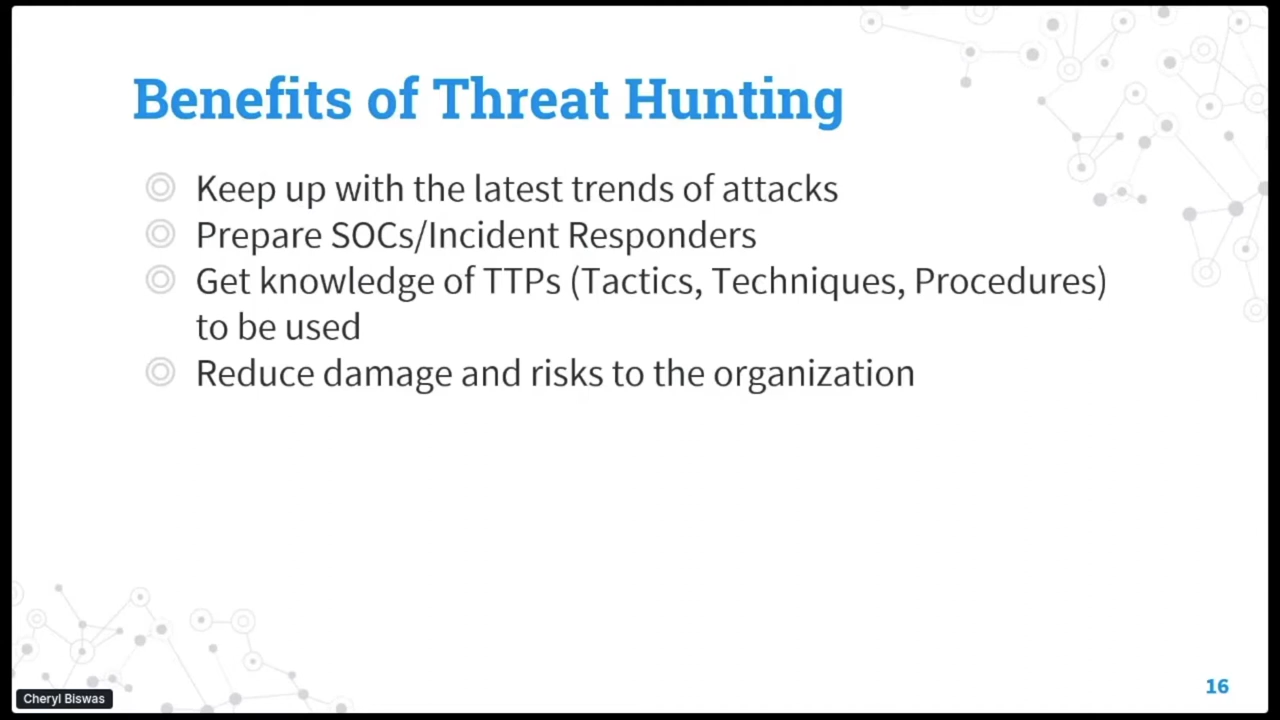 Benefits of Threat Hunting
Keep up with the latest trends of attacks
Prepare SOCs/Incident Responders
Get knowledge of TTPs (Tactics, Techniques, Procedures)
to be used
Reduce damage and risks to the organization
Cheryl Biswas
16